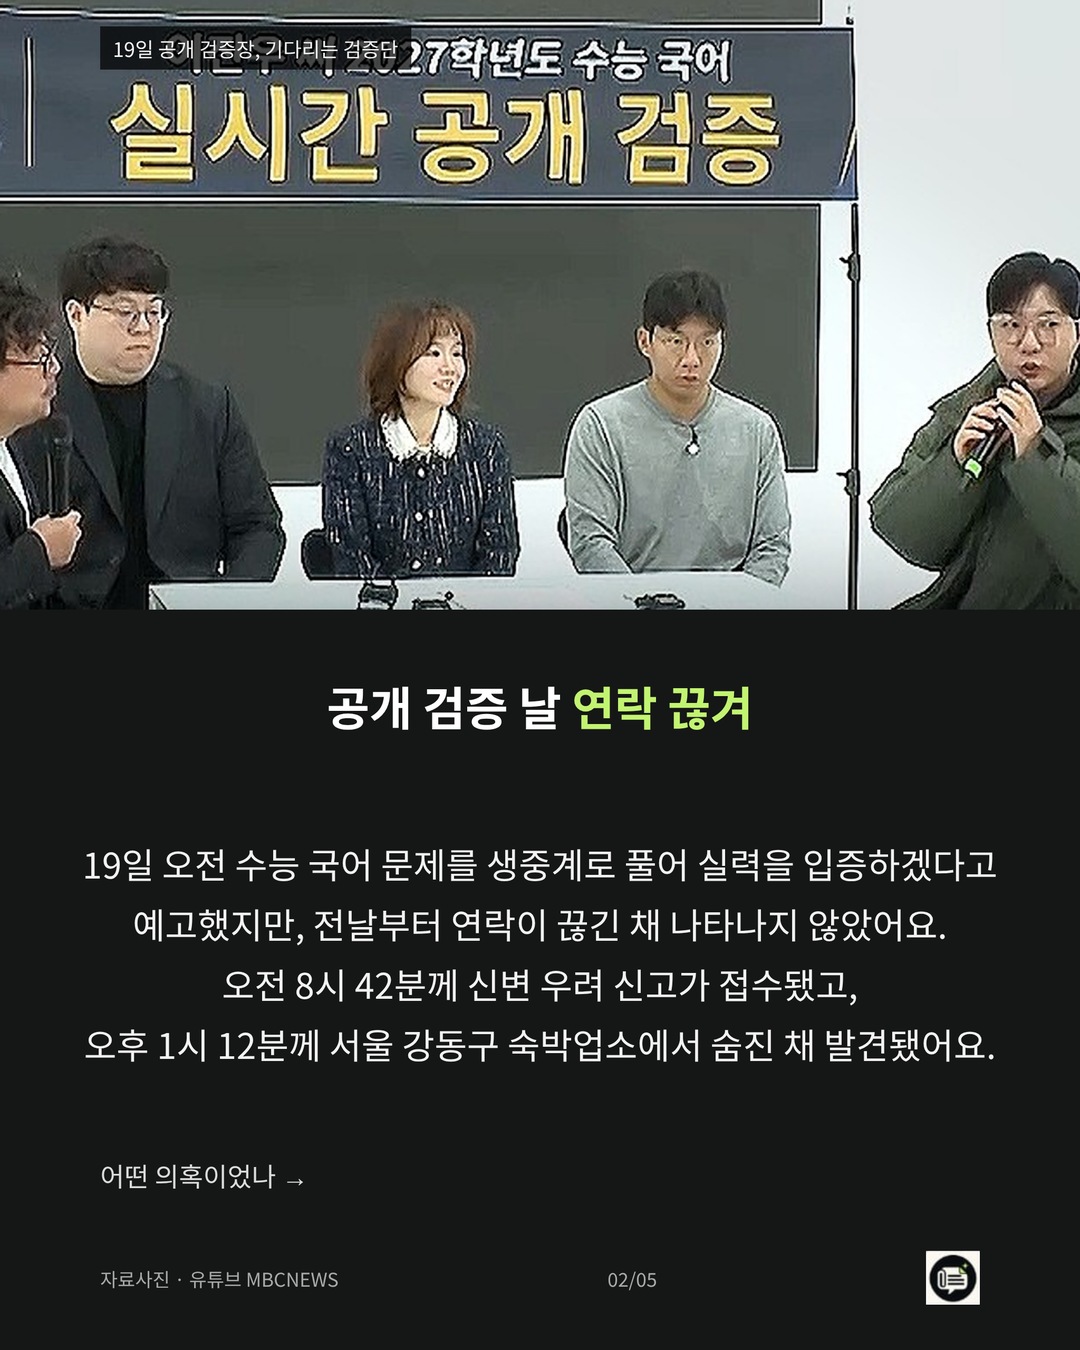 19일 공개 검증장, 기다리는 검증단
2027학년도 수능 국어
실시간 공개 검증
공개 검증 날 연락 끊겨
19일 오전 수능 국어 문제를 생중계로 풀어 실력을 입증하겠다고
예고했지만, 전날부터 연락이 끊긴 채 나타나지 않았어요.
오전 8시 42분께 신변 우려 신고가 접수됐고,
오후 1시 12분께 서울 강동구 숙박업소에서 숨진 채 발견됐어요.
어떤 의혹이었나 →
자료사진 · 유튜브 MBCNEWS
02/05